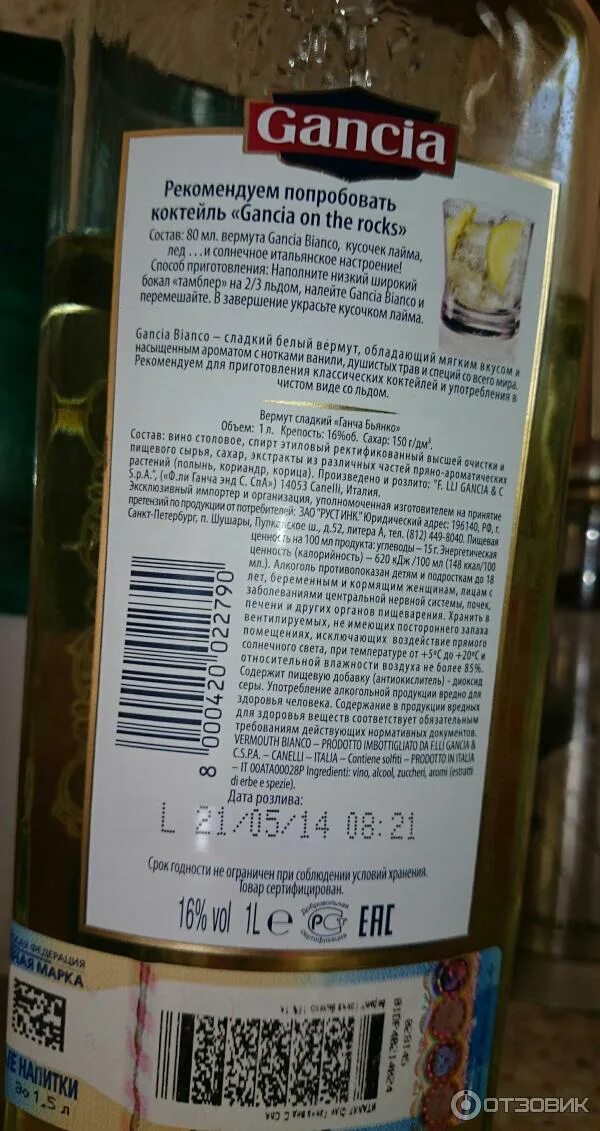 Gancia
Рекомендуем попробовать
коктейль «Gancia on the rocks»
Состав: 80 мл. вермута Gancia Bianco, кусочек лайма,
лед ...и солнечное итальянское настроение!
Способ приготовления: Наполните низкий широкий
бокал «тамблер» на 2/3 льдом, налейте Gancia Bianco и
перемешайте. В завершение украсьте кусочком лайма.
Gancia Bianco – сладкий белый вермут, обладающий мягким вкусом и
насыщенным ароматом с нотками ванили, душистых трав и специй со всего мира.
Рекомендуем для приготовления классических коктейлей и употребления в
чистом виде со льдом.
Вермут сладкий «Ганча Бьянко»
Объем: 1 л. Крепость: 16%об. Сахар: 150 г/дм³.
Состав: вино столовое, спирт этиловый ректификованный высшей очистки и
пищевого сырья, сахар, экстракты из различных частей пряно-ароматических
растений (полынь, кориандр, корица). Произведено и розлито: "F. LLI GANCIA & C
S.p.A.", («Ф.ли Ганча энд С. СпА») 14053 Canelli, Италия.
Эксклюзивный импортер и организация, уполномоченная изготовителем на принятие
претензий по продукции от потребителей: ЗАО "РУСТ ИНК." Юридический адрес: 196140, РФ, г.
Санкт-Петербург, п. Шушары, Пулковское ш., д.52, литера А, тел. (812) 449-8040. Пищевая
ценность на 100 мл продукта: углеводы – 15 г. Энергетическая
ценность (калорийность) – 620 кДж /100 мл (148 ккал/100
мл.). Алкоголь противопоказан детям и подросткам до 18
лет, беременным и кормящим женщинам, лицам с
заболеваниями центральной нервной системы, почек,
печени и других органов пищеварения. Хранить в
вентилируемых, не имеющих постороннего запаха
помещениях, исключающих воздействие прямого
солнечного света, при температуре от +5°C до +20°C и
относительной влажности воздуха не более 85%.
Содержит пищевую добавку (антиокислитель) - диоксид
серы. Употребление алкогольной продукции вредно для
здоровья человека. Содержание в продукции вредных
для здоровья веществ соответствует обязательным
требованиям действующих нормативных документов.
VERMOUTH BIANCO – PRODOTTO IMBOTTIGLIATO DA F.LLI GANCIA &
C.S.P.A. – CANELLI – ITALIA – Contiene solfiti – PRODOTTO IN ITALIA
– IT 00ATA00028P Ingredienti: vino, alcool, zuccheri, aromi (estratti
di erbe e spezie).
8 000420 022790
Дата розлива:
L 21/05/14 08:21
Срок годности не ограничен при соблюдении условий хранения.
Товар сертифицирован.
16% vol 1L e
Добровольная
РС
сертификация
EAC
ФЕДЕРАЦИЯ
МАРКА
НАПИТКИ
до 1.5 л
ОТЗОВИК